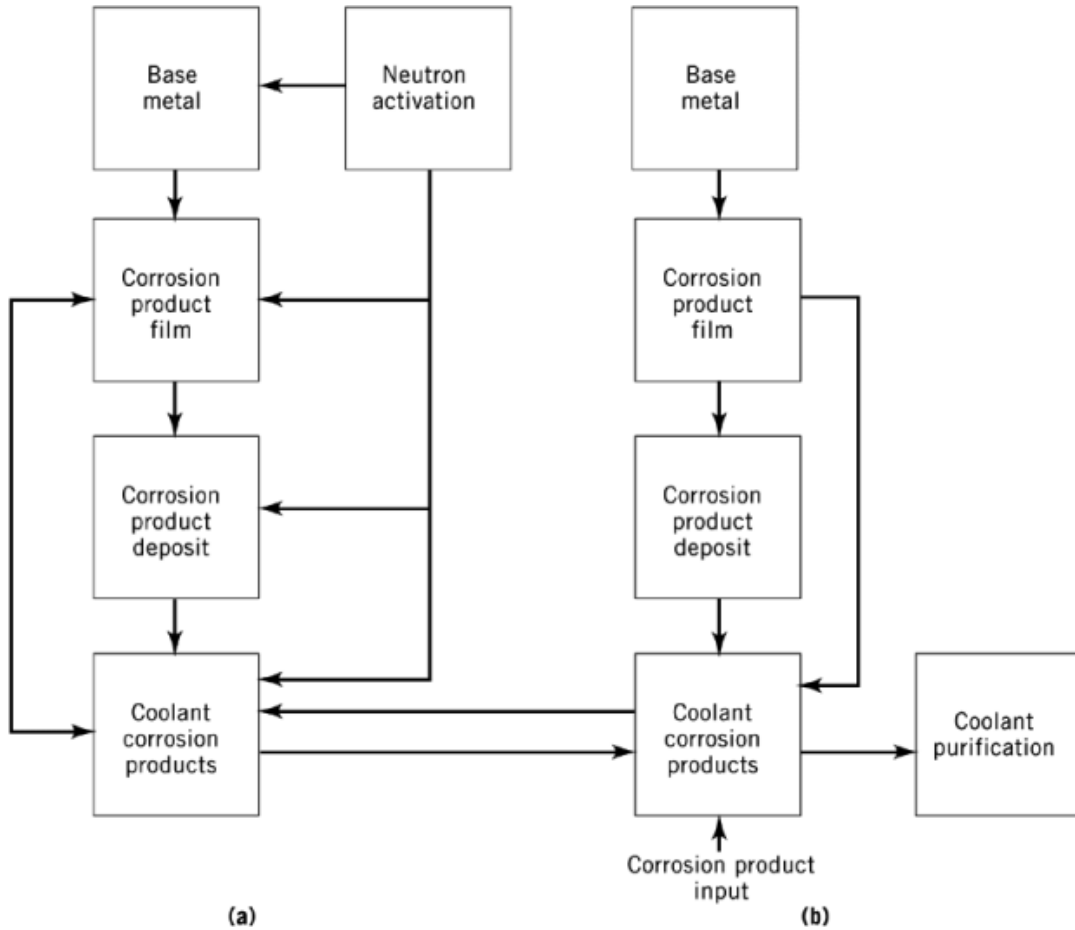 Base
metal
Neutron
activation
Base
metal
Corrosion
product
film
Corrosion
product
film
Corrosion
product
deposit
Corrosion
product
deposit
Coolant
corrosion
products
Coolant
corrosion
products
Coolant
purification
Corrosion product
input
(a)
(b)